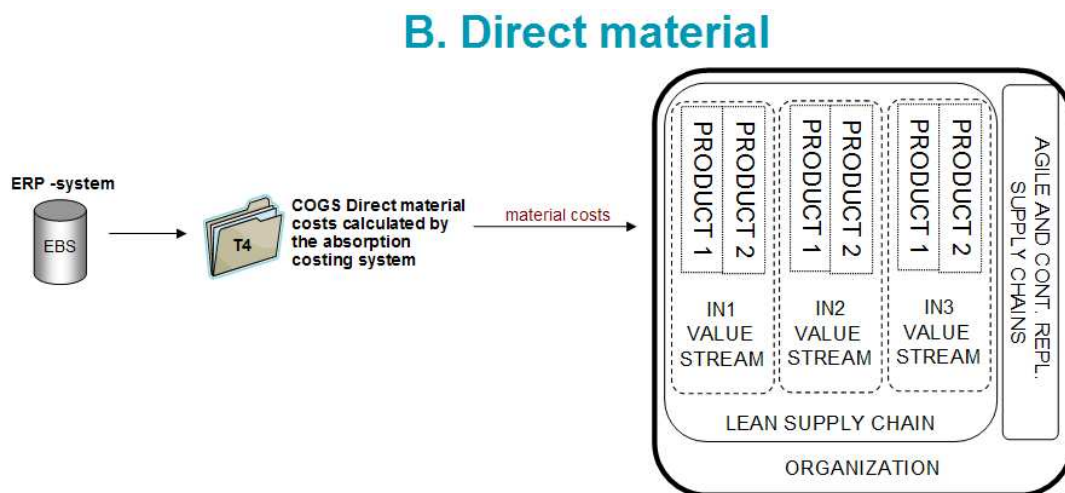 B. Direct material
ERP -system
EBS
T4
COGS Direct material
costs calculated by
the absorption
costing system
material costs
PRODUCT 1
PRODUCT 2
PRODUCT 1
PRODUCT 2
PRODUCT 1
PRODUCT 2
IN1
VALUE
STREAM
IN2
VALUE
STREAM
IN3
VALUE
STREAM
LEAN SUPPLY CHAIN
AGILE AND CONT. REPL.
SUPPLY CHAINS
ORGANIZATION